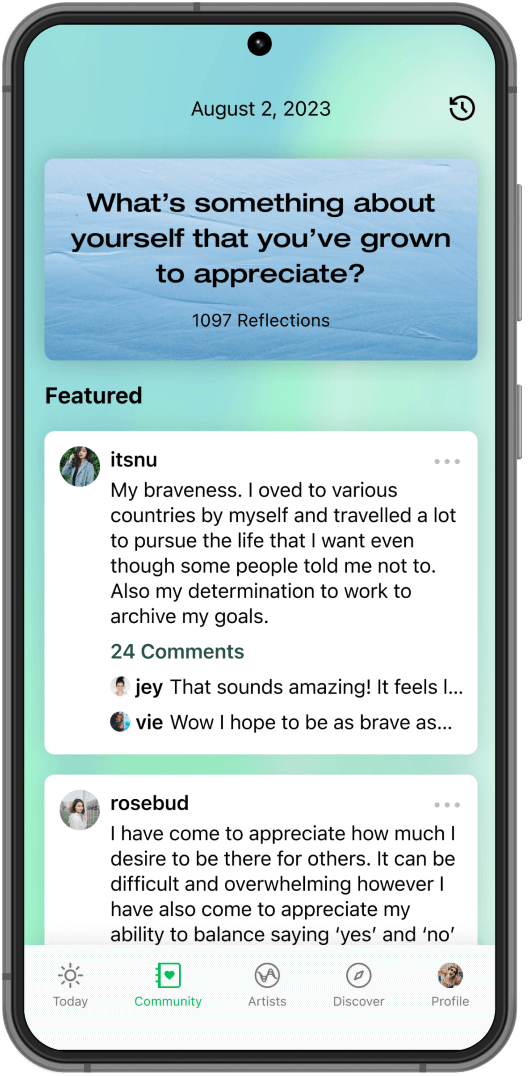 August 2, 2023
What’s something about
yourself that you’ve grown
to appreciate?
1097 Reflections
Featured
itsnu
My braveness. I oved to various
countries by myself and travelled a lot
to pursue the life that I want even
though some people told me not to.
Also my determination to work to
archive my goals.
24 Comments
jey That sounds amazing! It feels l...
vie Wow I hope to be as brave as...
rosebud
I have come to appreciate how much I
desire to be there for others. It can be
difficult and overwhelming however I
have also come to appreciate my
ability to balance saying ‘yes’ and ‘no’
Today
Community
Artists
Discover
Profile